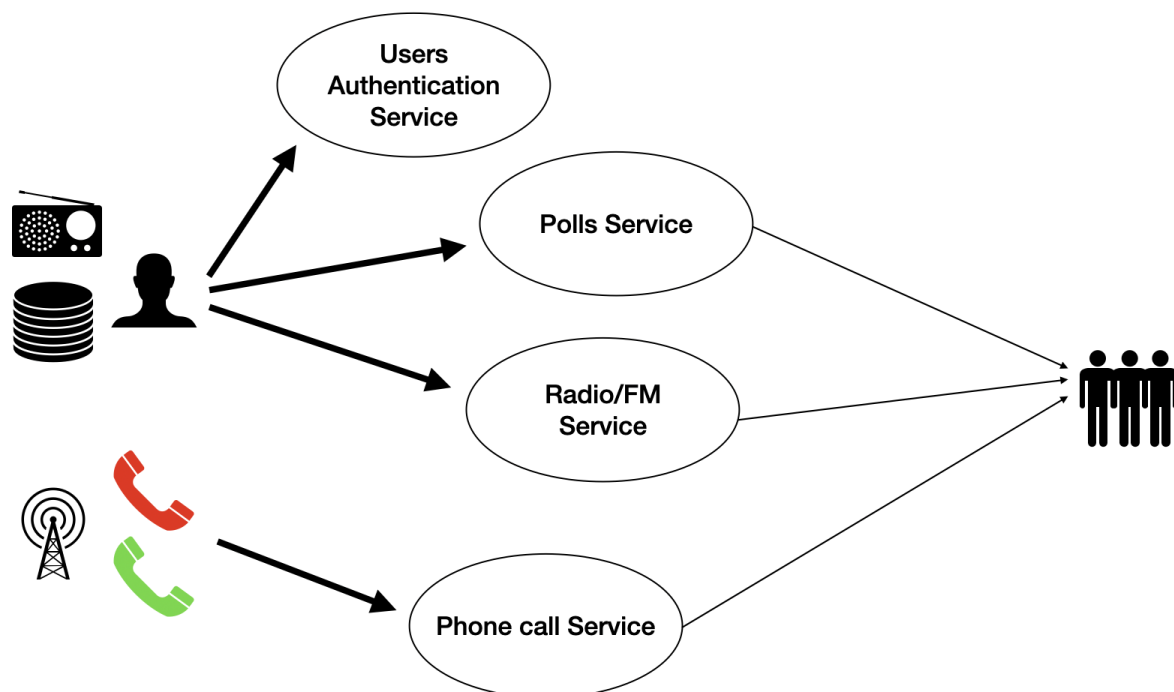 Users
Authentication
Service
Polls Service
Radio/FM
Service
Phone call Service